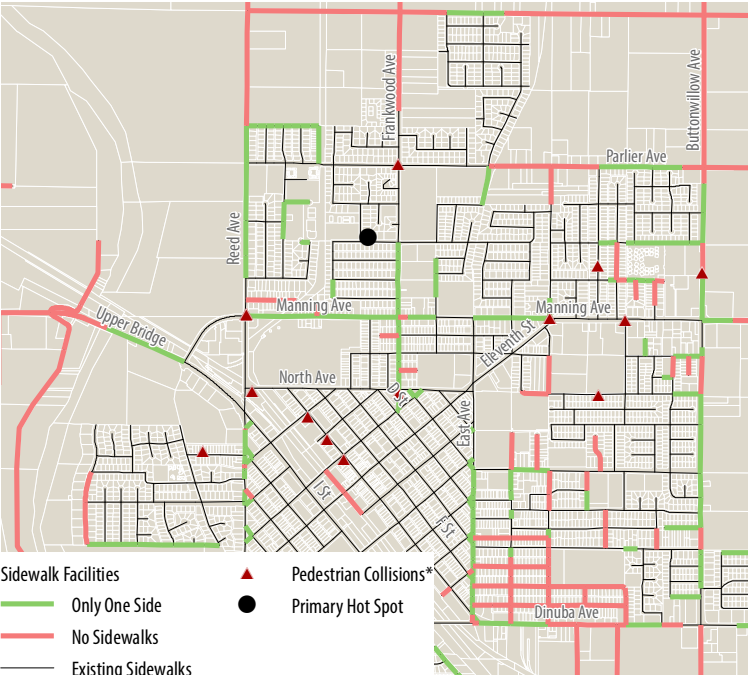 Frankwood Ave
Buttonwillow Ave
Parlier Ave
Reed Ave
Manning Ave
Manning Ave
Upper Bridge
Eleventh St
North Ave
D St
East Ave
I St
F St
Dinuba Ave
Sidewalk Facilities
Only One Side
No Sidewalks
Existing Sidewalks
Pedestrian Collisions*
Primary Hot Spot